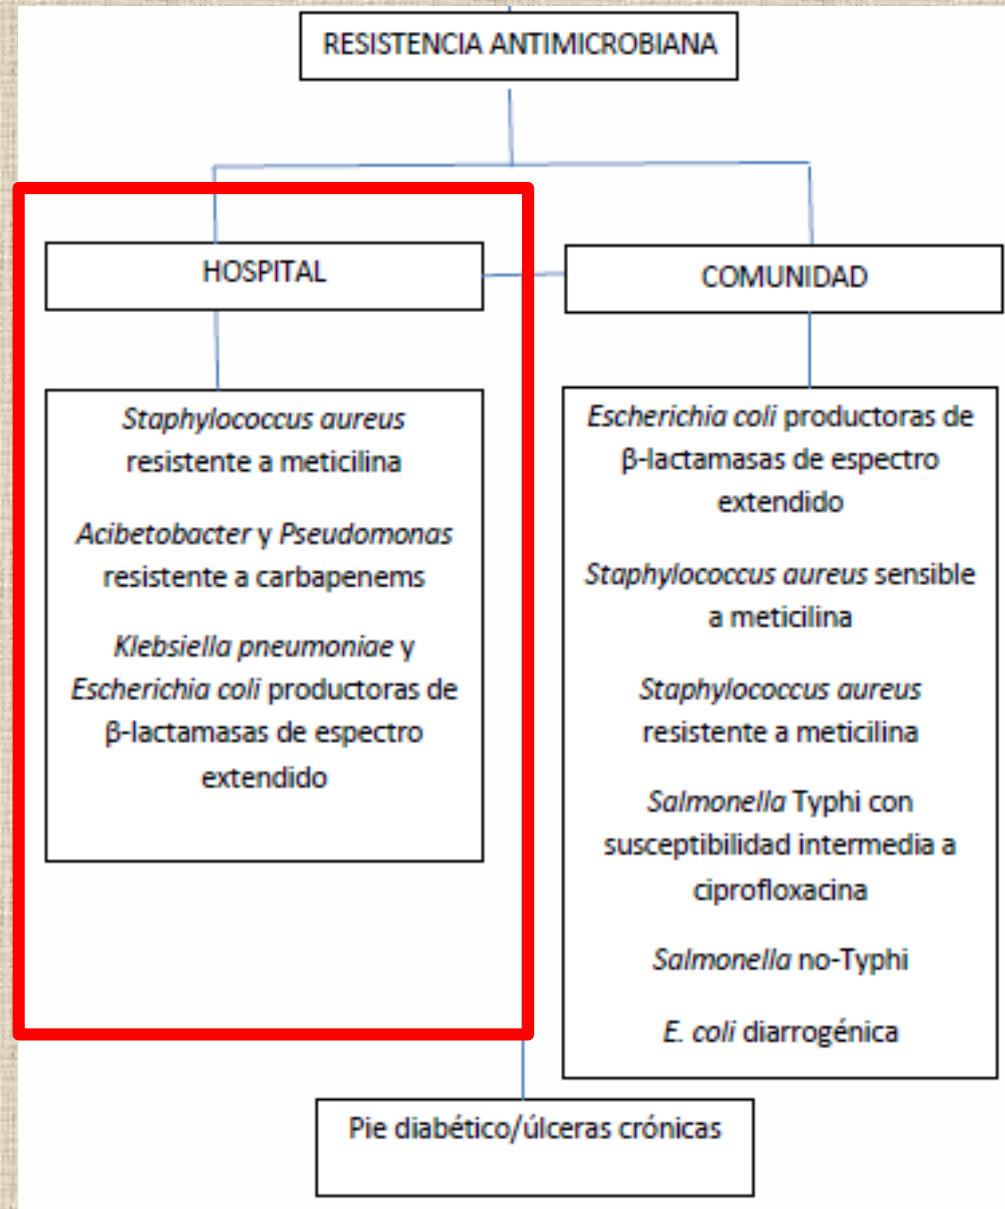 RESISTENCIA ANTIMICROBIANA
HOSPITAL
Staphylococcus aureus
resistente a meticilina
Acibetobacter y Pseudomonas
resistente a carbapenems
Klebsiella pneumoniae y
Escherichia coli productoras de
β-lactamasas de espectro
extendido
COMUNIDAD
Escherichia coli productoras de
β-lactamasas de espectro
extendido
Staphylococcus aureus sensible
a meticilina
Staphylococcus aureus
resistente a meticilina
Salmonella Typhi con
susceptibilidad intermedia a
ciprofloxacina
Salmonella no-Typhi
E. coli diarrogénica
Pie diabético/úlceras crónicas